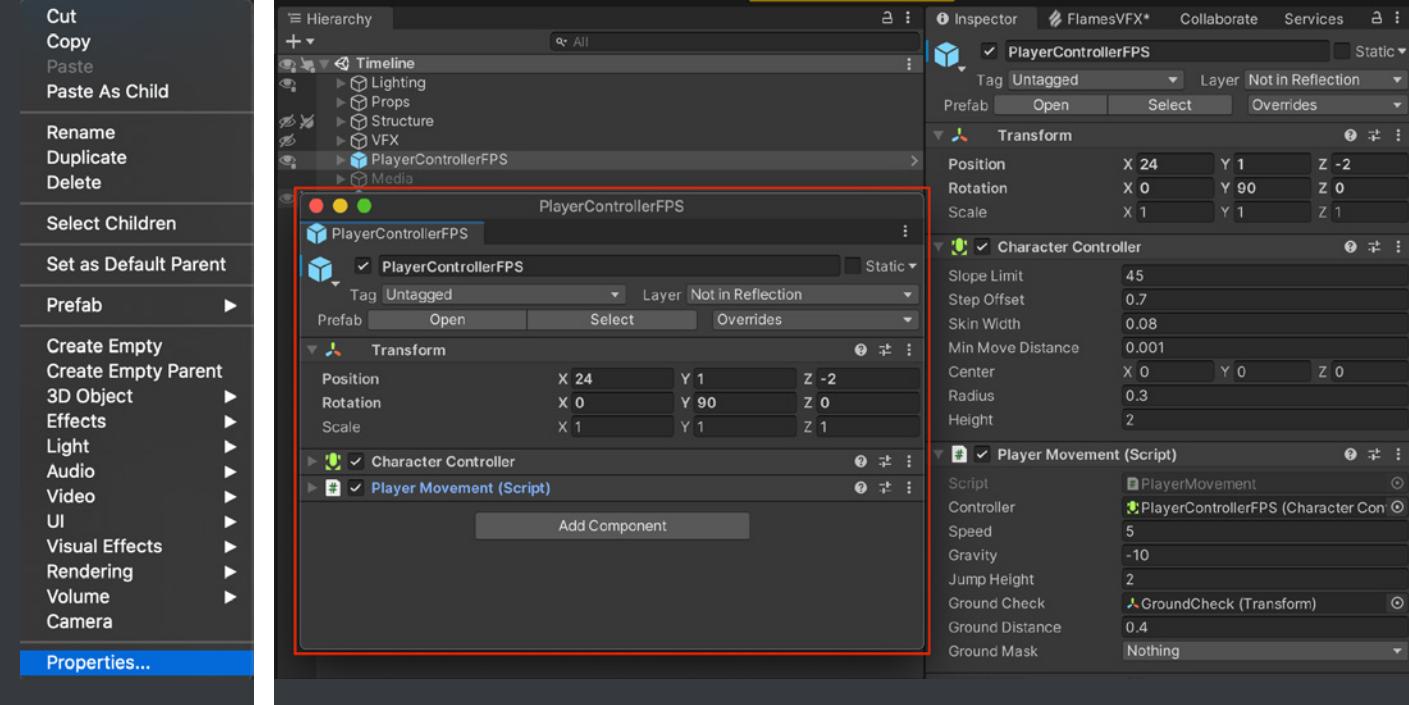 Cut
Copy
Paste
Paste As Child
Rename
Duplicate
Delete
Select Children
Set as Default Parent
Prefab
Create Empty
Create Empty Parent
3D Object
Effects
Light
Audio
Video
UI
Visual Effects
Rendering
Volume
Camera
Properties...
Hierarchy
All
Timeline
Lighting
Props
Structure
VFX
PlayerControllerFPS
Media
PlayerControllerFPS
PlayerControllerFPS
PlayerControllerFPS Static
Tag Untagged Layer Not in Reflection
Prefab Open Select Overrides
Transform
Position X 24 Y 1 Z -2
Rotation X 0 Y 90 Z 0
Scale X 1 Y 1 Z 1
Character Controller
# Player Movement (Script)
Add Component
Inspector FlamesVFX* Collaborate Services
PlayerControllerFPS Static
Tag Untagged Layer Not in Reflection
Prefab Open Select Overrides
Transform
Position X 24 Y 1 Z -2
Rotation X 0 Y 90 Z 0
Scale X 1 Y 1 Z 1
Character Controller
Slope Limit 45
Step Offset 0.7
Skin Width 0.08
Min Move Distance 0.001
Center X 0 Y 0 Z 0
Radius 0.3
Height 2
# Player Movement (Script)
Script PlayerMovement
Controller PlayerControllerFPS (Character Con
Speed 5
Gravity -10
Jump Height 2
Ground Check GroundCheck (Transform)
Ground Distance 0.4
Ground Mask Nothing